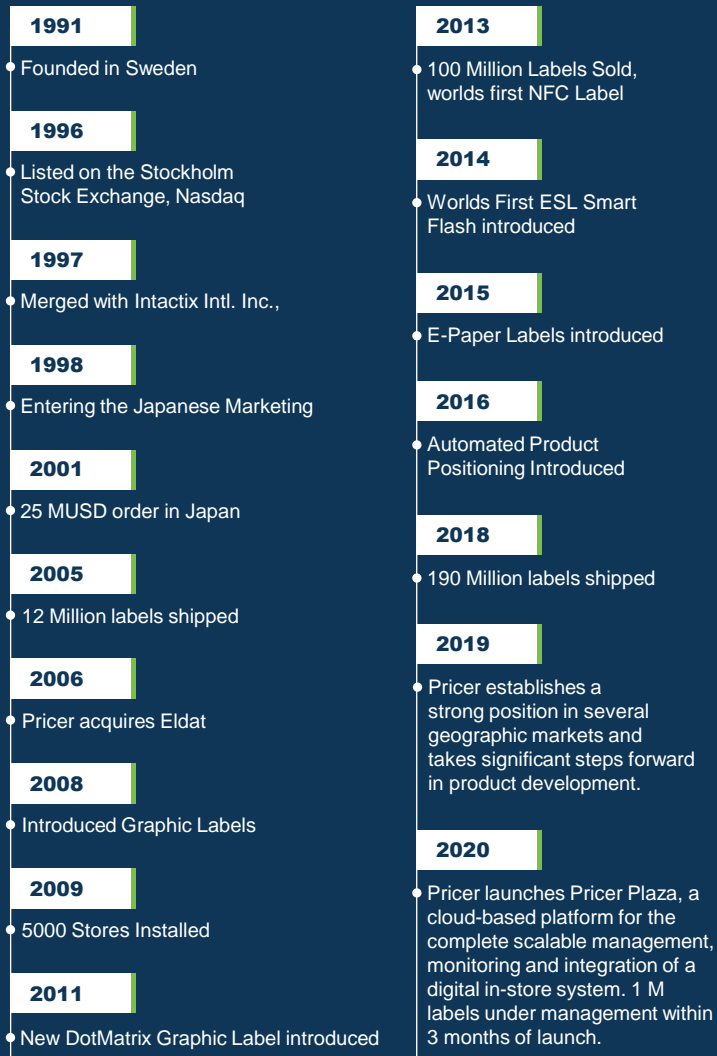 1991
Founded in Sweden
1996
Listed on the Stockholm
Stock Exchange, Nasdaq
1997
Merged with Intactix Intl. Inc.,
1998
Entering the Japanese Marketing
2001
25 MUSD order in Japan
2005
12 Million labels shipped
2006
Pricer acquires Eldat
2008
Introduced Graphic Labels
2009
5000 Stores Installed
2011
New DotMatrix Graphic Label introduced
2013
100 Million Labels Sold,
worlds first NFC Label
2014
Worlds First ESL Smart
Flash introduced
2015
E-Paper Labels introduced
2016
Automated Product
Positioning Introduced
2018
190 Million labels shipped
2019
Pricer establishes a
strong position in several
geographic markets and
takes significant steps forward
in product development.
2020
Pricer launches Pricer Plaza, a
cloud-based platform for the
complete scalable management,
monitoring and integration of a
digital in-store system. 1 M
labels under management within
3 months of launch.